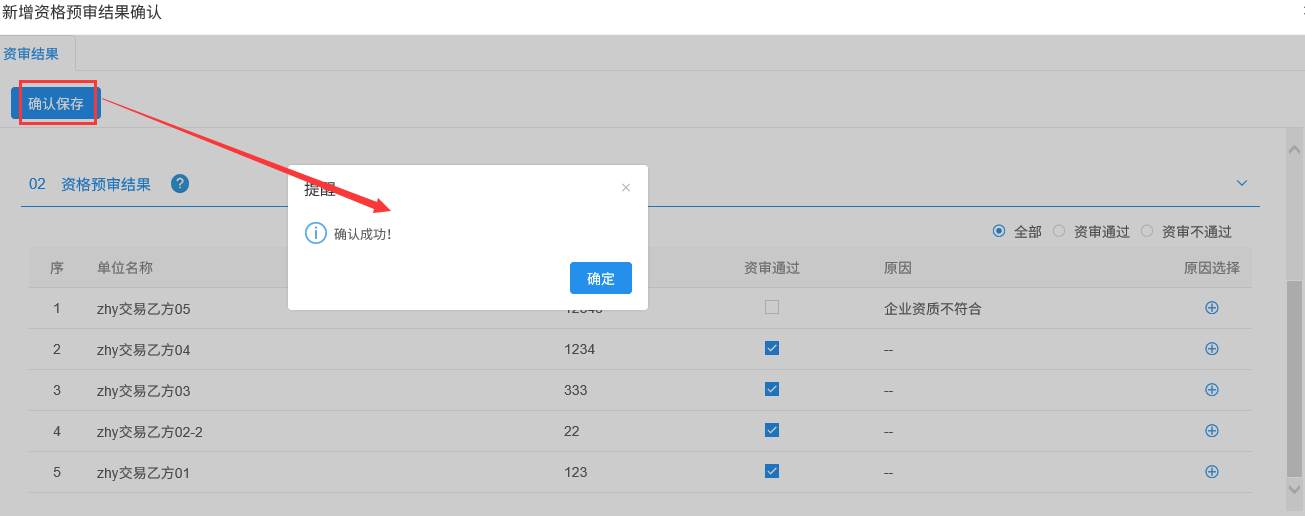 新增资格预审结果确认
资审结果
确认保存
02 资格预审结果 ?
提醒 ×
确认成功!
确定
全部 资审通过 资审不通过
序 单位名称 资审通过 原因 原因选择
1 zhy交易乙方05 企业资质不符合
2 zhy交易乙方04 1234 --
3 zhy交易乙方03 333 --
4 zhy交易乙方02-2 22 --
5 zhy交易乙方01 123 --